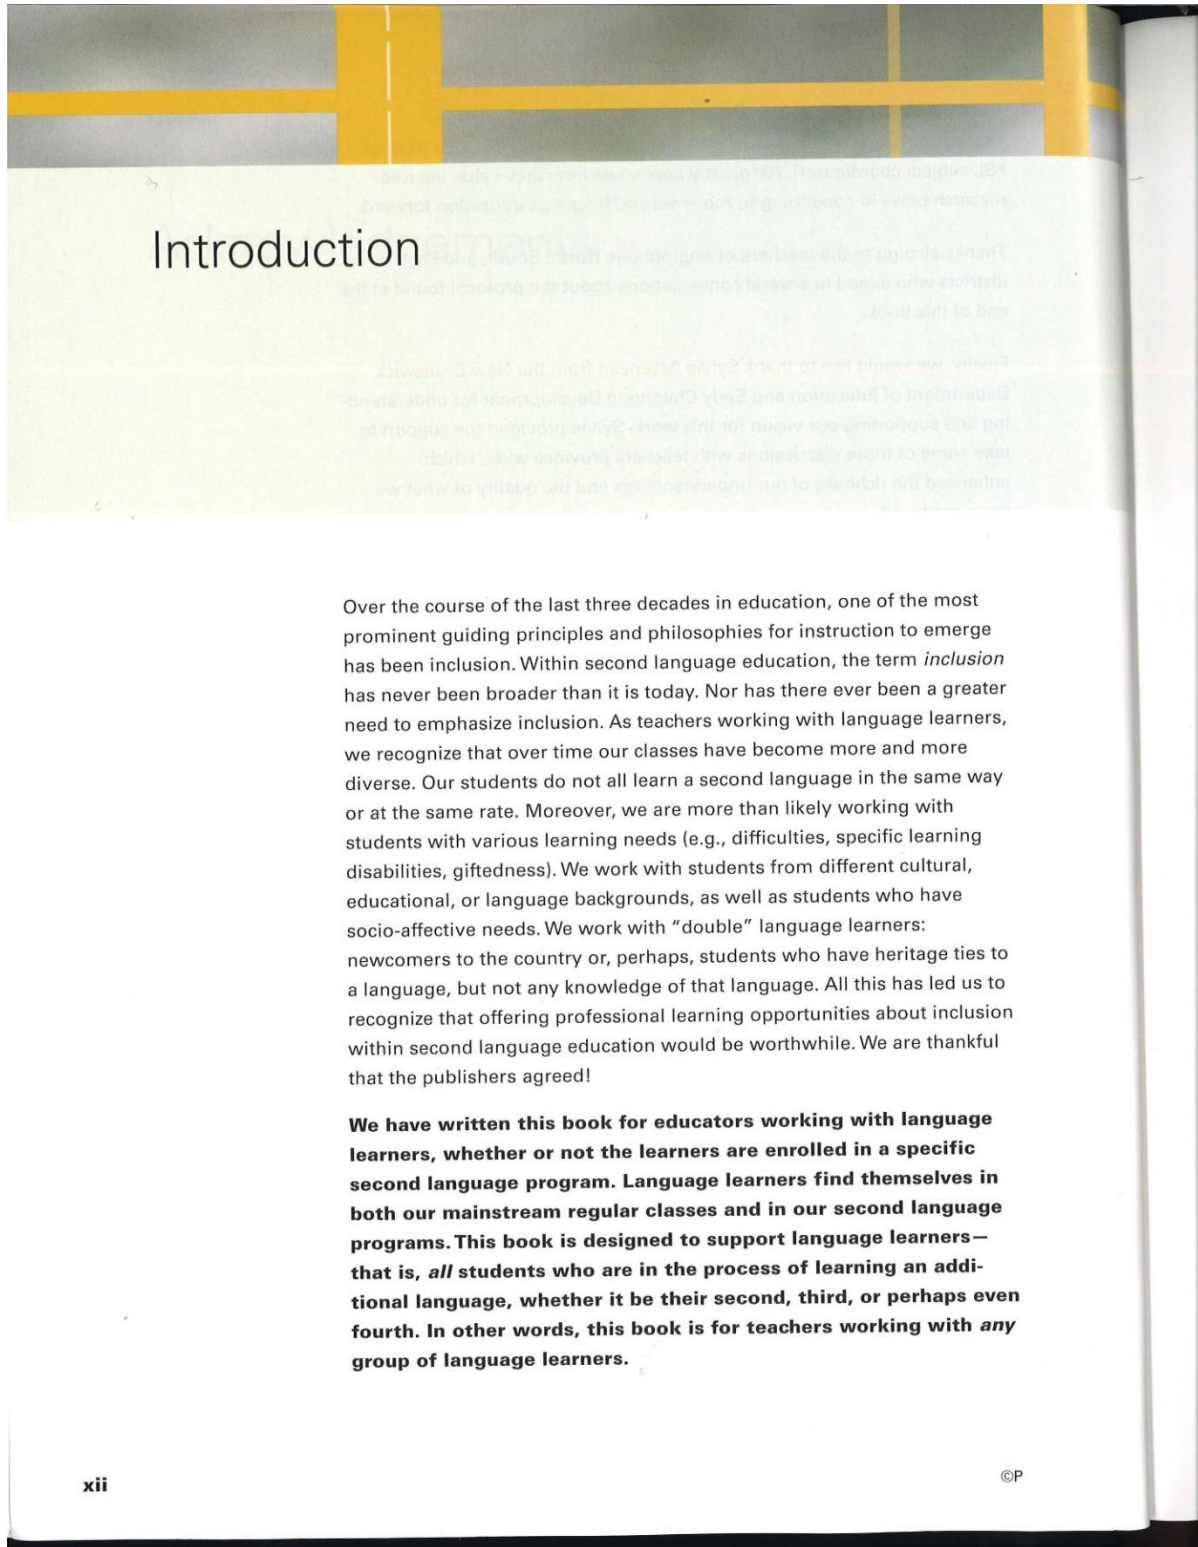 Introduction
Over the course of the last three decades in education, one of the most
prominent guiding principles and philosophies for instruction to emerge
has been inclusion. Within second language education, the term inclusion
has never been broader than it is today. Nor has there ever been a greater
need to emphasize inclusion. As teachers working with language learners,
we recognize that over time our classes have become more and more
diverse. Our students do not all learn a second language in the same way
or at the same rate. Moreover, we are more than likely working with
students with various learning needs (e.g., difficulties, specific learning
disabilities, giftedness). We work with students from different cultural,
educational, or language backgrounds, as well as students who have
socio-affective needs. We work with “double” language learners:
newcomers to the country or, perhaps, students who have heritage ties to
a language, but not any knowledge of that language. All this has led us to
recognize that offering professional learning opportunities about inclusion
within second language education would be worthwhile. We are thankful
that the publishers agreed!
We have written this book for educators working with language
learners, whether or not the learners are enrolled in a specific
second language program. Language learners find themselves in
both our mainstream regular classes and in our second language
programs. This book is designed to support language learners—
that is, all students who are in the process of learning an addi-
tional language, whether it be their second, third, or perhaps even
fourth. In other words, this book is for teachers working with any
group of language learners.
xii
©P